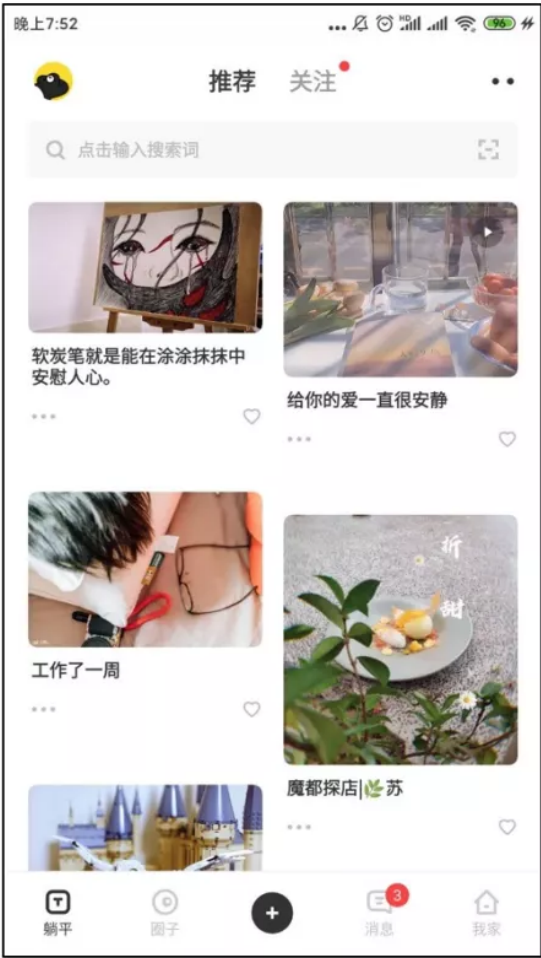 晚上7:52
HD
96
推荐 关注
点击输入搜索词
软炭笔就是能在涂涂抹抹中
安慰人心。
给你的爱一直很安静
折
甜
工作了一周
魔都探店|🌿苏
3
躺平 圈子 消息 我家